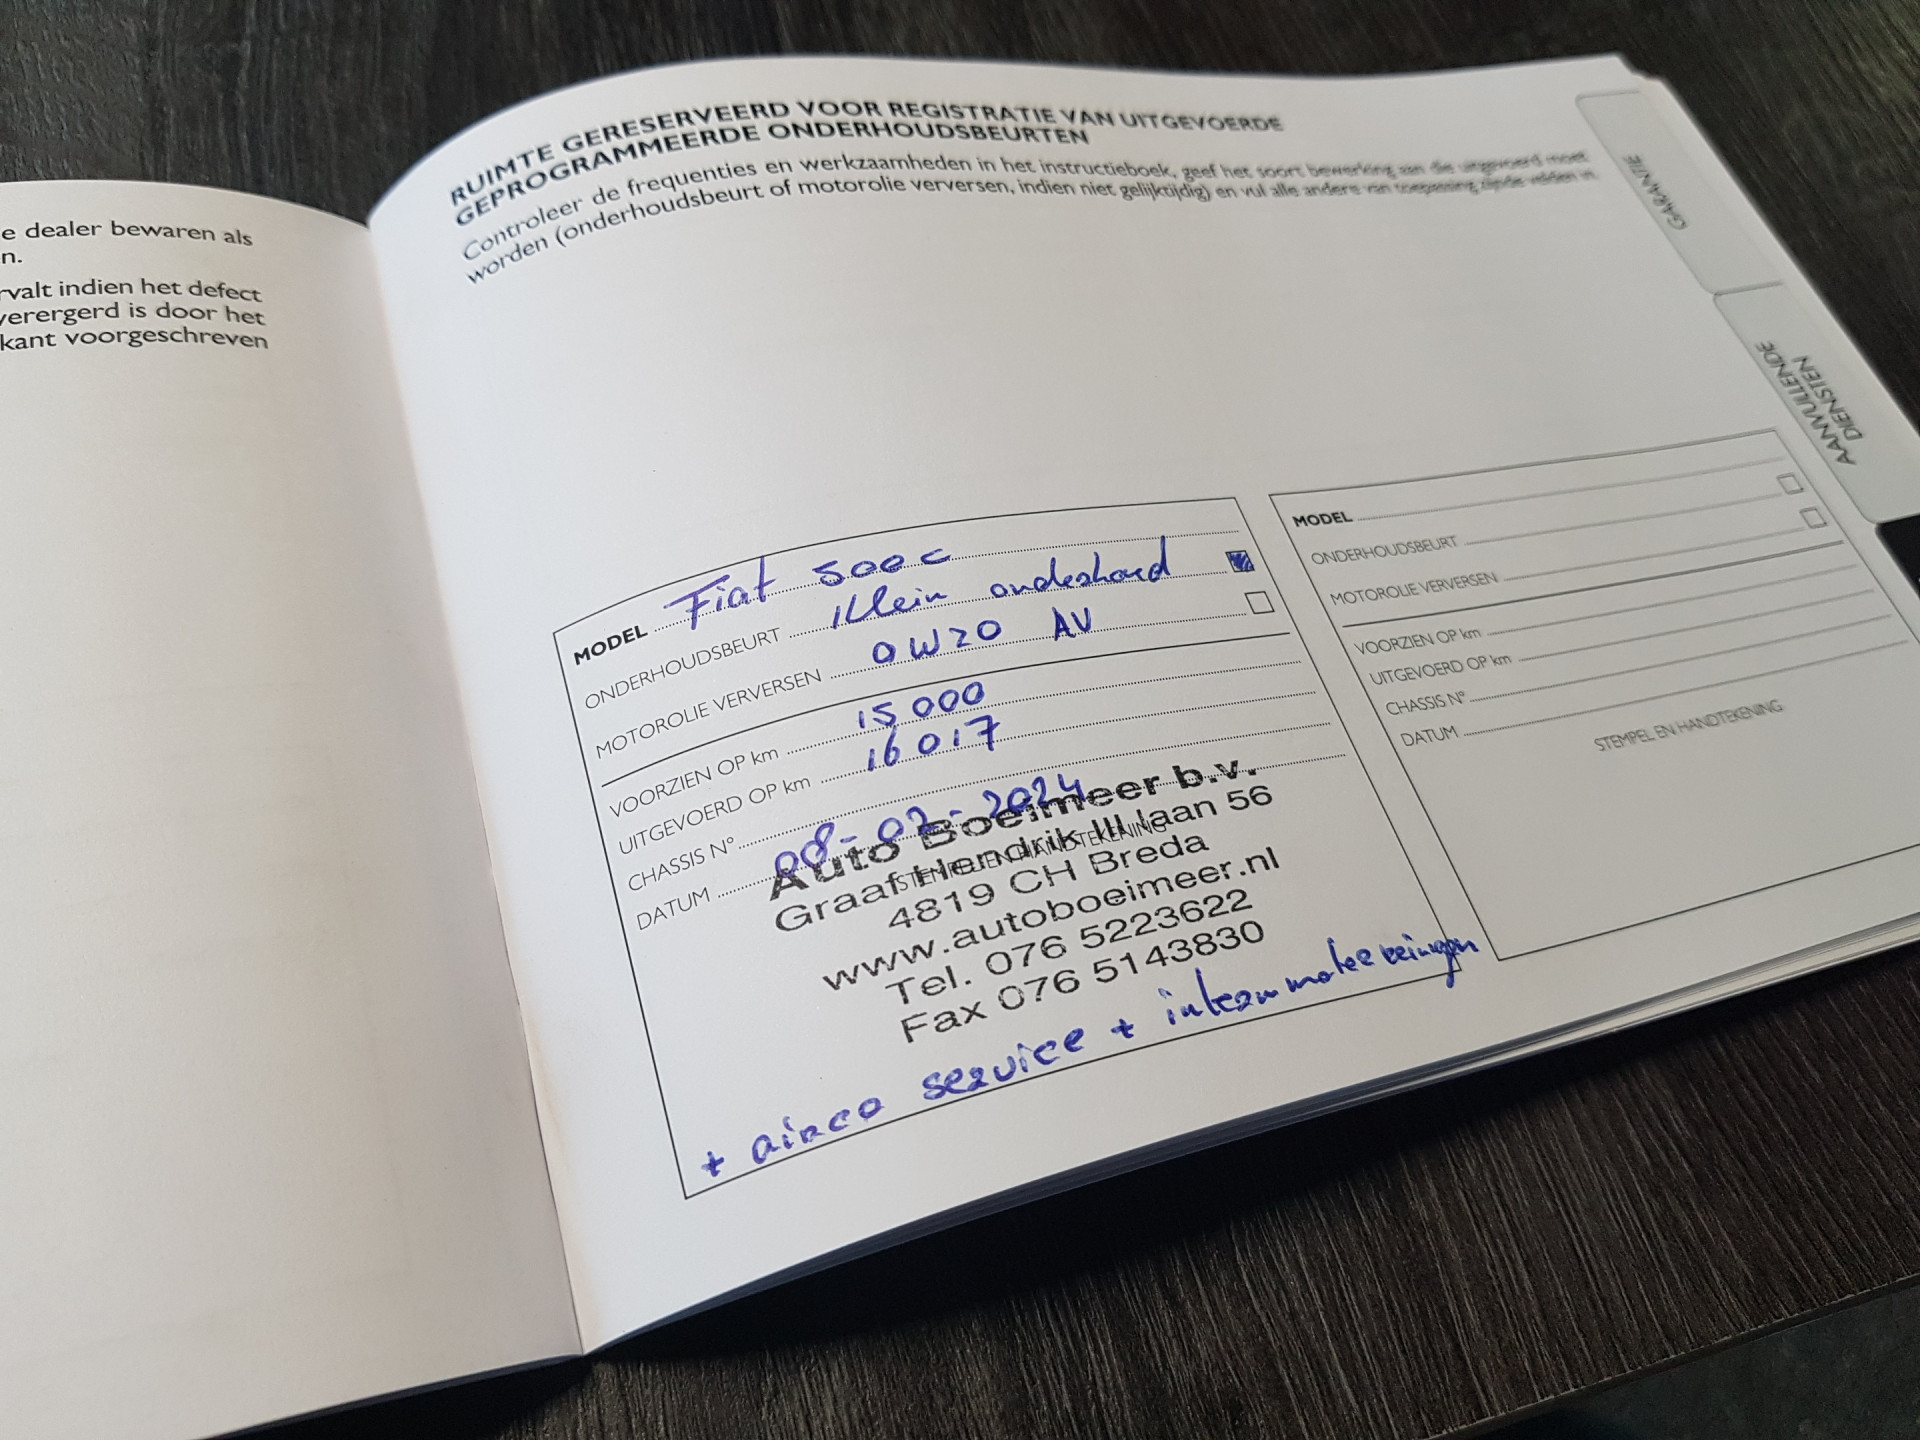 e dealer bewaren als
n.
rvalt indien het defect
verergerd is door het
kant voorgeschreven
RUIMTE GERESERVEERD VOOR REGISTRATIE VAN UITGEVOERDE
GEPROGRAMMEERDE ONDERHOUDSBEURTEN
Controleer de frequenties en werkzaamheden in het instructieboek, geef het soort bewerking aan die uitgevoerd moet
worden (onderhoudsbeurt of motorolie verversen, indien niet gelijktijdig) en vul alle andere van toepassing zijnde velden in.
GARANTIE
AANVULLENDE
DIENSTEN
MODEL Fiat 500c
ONDERHOUDSBEURT Klein onderhoud
MOTOROLIE VERVERSEN 0W20 AV
VOORZIEN OP km 15000
UITGEVOERD OP km 16017
CHASSIS N°
DATUM 08-02-2024
STEMPEL EN HANDTEKENING
Auto Boeimeer b.v.
Graaf Hendrik III laan 56
4819 CH Breda
www.autoboeimeer.nl
Tel. 076 5223622
Fax 076 5143830
+ airco service + interieurreinigen
MODEL
ONDERHOUDSBEURT
MOTOROLIE VERVERSEN
VOORZIEN OP km
UITGEVOERD OP km
CHASSIS N°
DATUM
STEMPEL EN HANDTEKENING